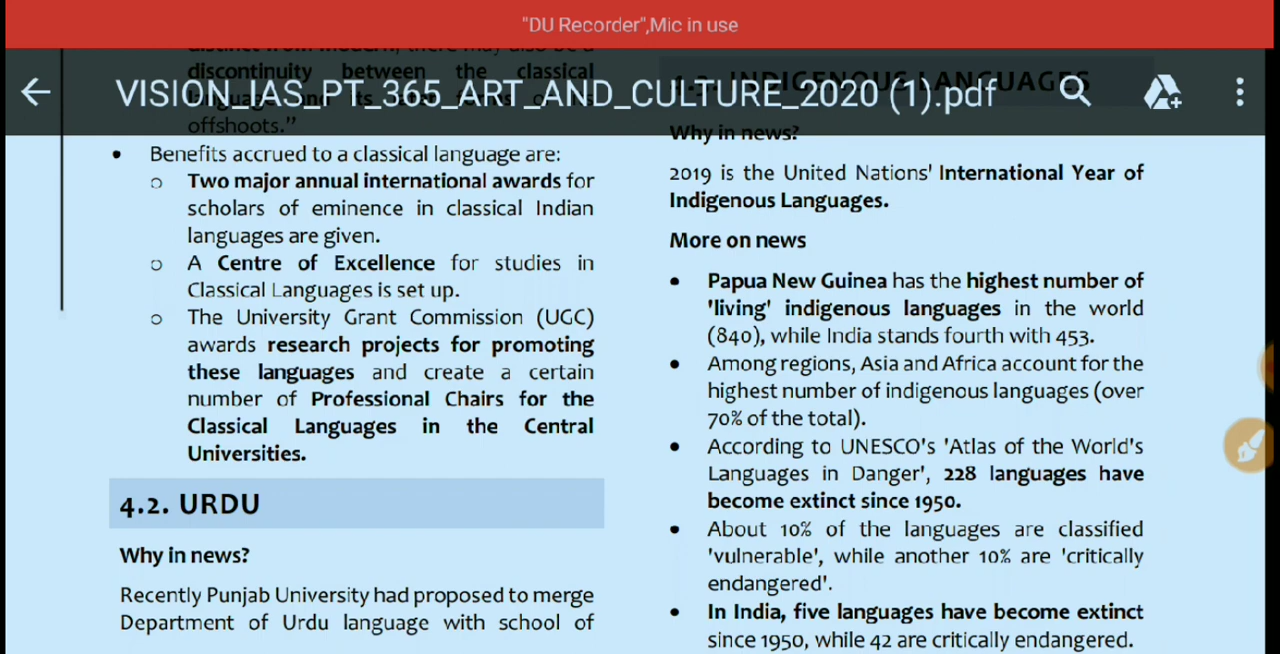 "DU Recorder",Mic in use
VISION_IAS_PT_365_ART_AND_CULTURE_2020 (1).pdf
discontinuity between the classical
language and its later forms or its
offshoots.”
• Benefits accrued to a classical language are:
o Two major annual international awards for
scholars of eminence in classical Indian
languages are given.
o A Centre of Excellence for studies in
Classical Languages is set up.
o The University Grant Commission (UGC)
awards research projects for promoting
these languages and create a certain
number of Professional Chairs for the
Classical Languages in the Central
Universities.
4.2. URDU
Why in news?
Recently Punjab University had proposed to merge
Department of Urdu language with school of
INDIGENOUS LANGUAGES
Why in news?
2019 is the United Nations' International Year of
Indigenous Languages.
More on news
• Papua New Guinea has the highest number of
'living' indigenous languages in the world
(840), while India stands fourth with 453.
• Among regions, Asia and Africa account for the
highest number of indigenous languages (over
70% of the total).
• According to UNESCO's 'Atlas of the World's
Languages in Danger', 228 languages have
become extinct since 1950.
• About 10% of the languages are classified
'vulnerable', while another 10% are 'critically
endangered'.
• In India, five languages have become extinct
since 1950, while 42 are critically endangered.